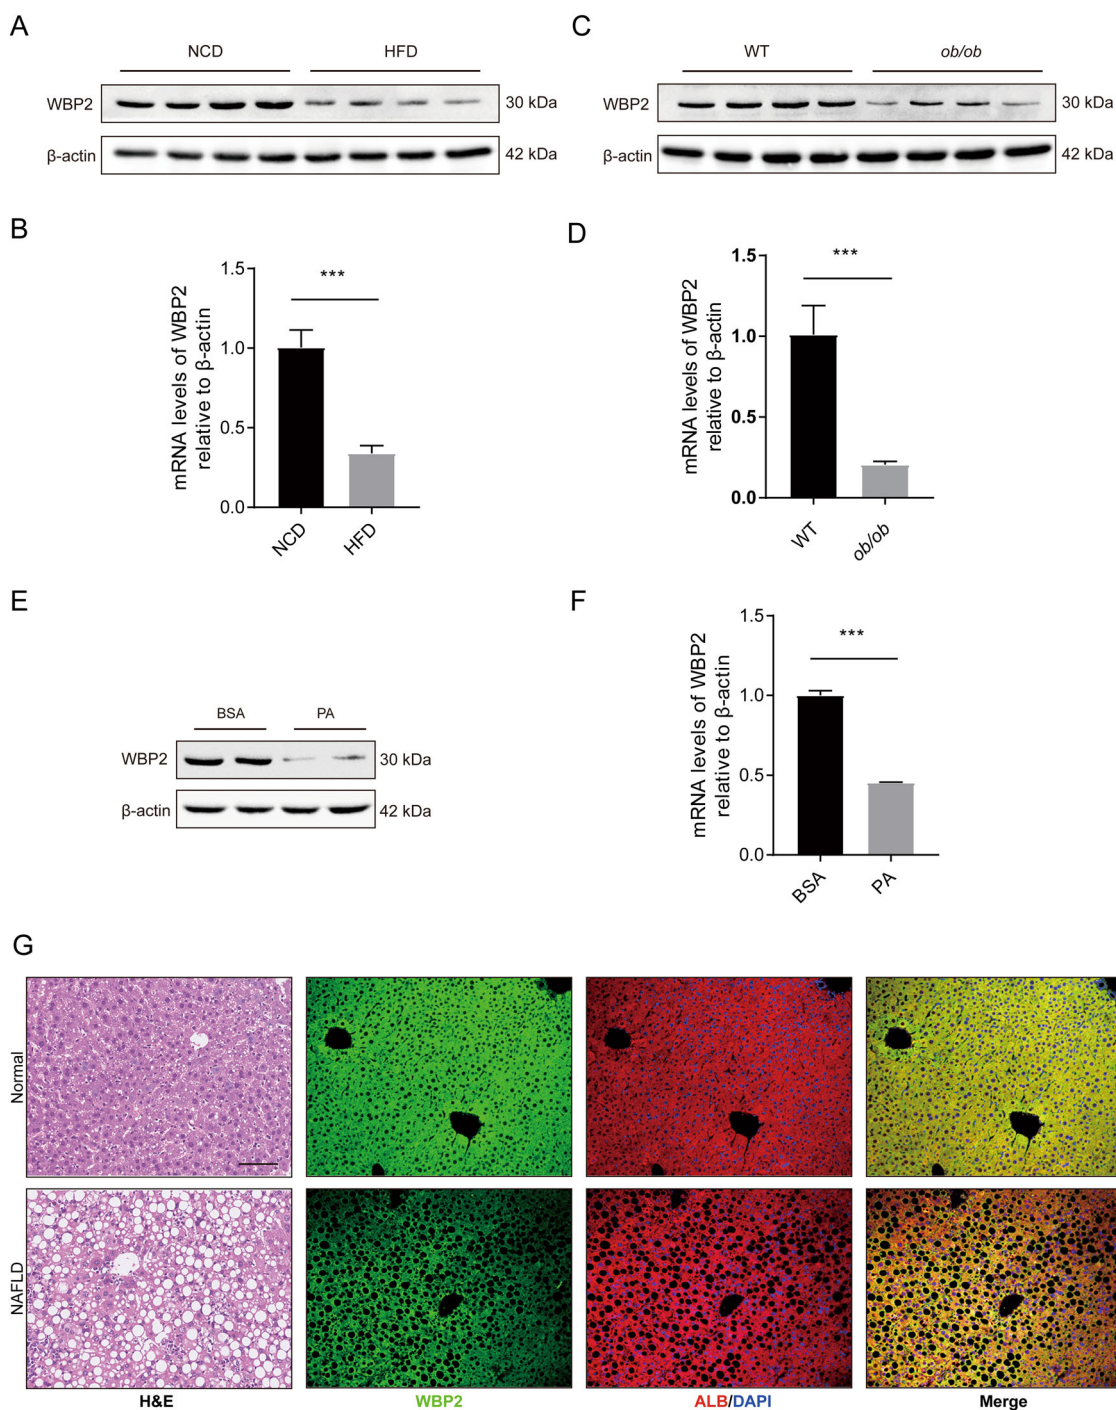 A
NCD HFD
WBP2 30 kDa
β-actin 42 kDa
C
WT ob/ob
WBP2 30 kDa
β-actin 42 kDa
B
mRNA levels of WBP2
relative to β-actin
1.5
1.0
0.5
0.0
***
NCD HFD
D
mRNA levels of WBP2
relative to β-actin
1.5
1.0
0.5
0.0
***
WT ob/ob
E
BSA PA
WBP2 30 kDa
β-actin 42 kDa
F
mRNA levels of WBP2
relative to β-actin
1.5
1.0
0.5
0.0
***
BSA PA
G
Normal
NAFLD
H&E WBP2 ALB/DAPI Merge